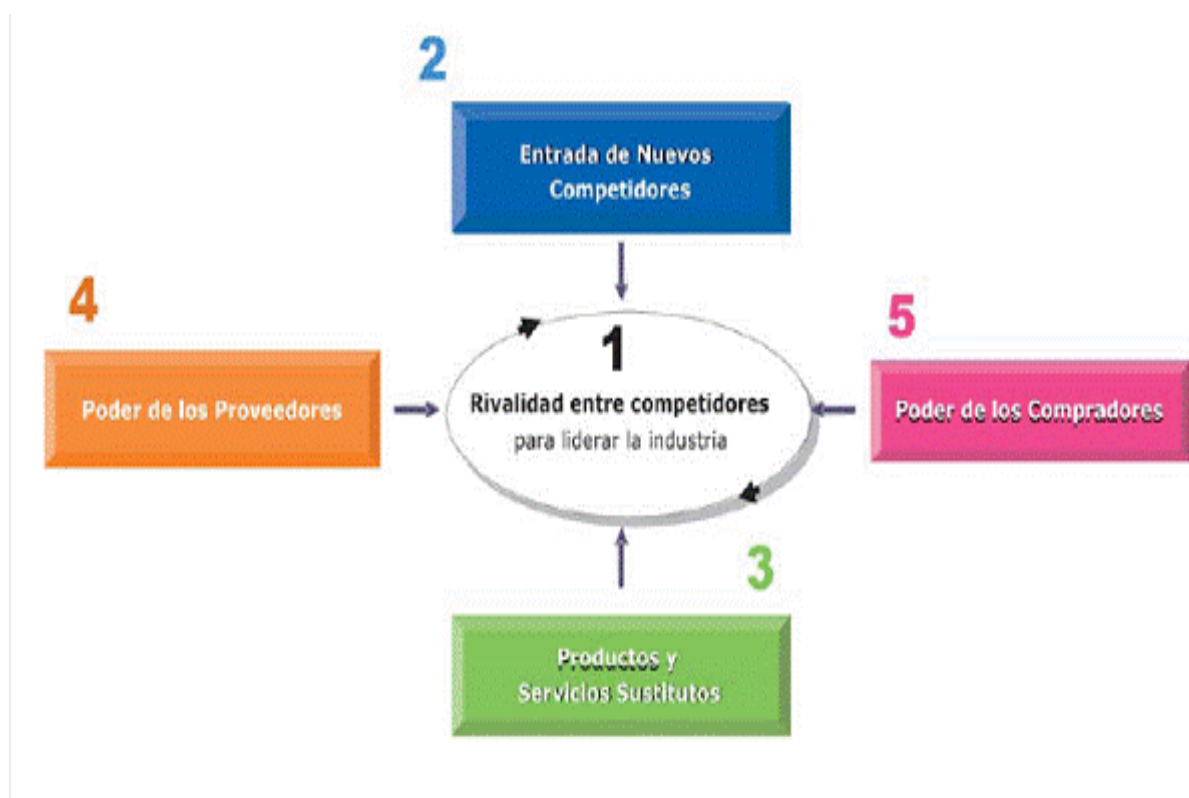 2
Entrada de Nuevos
Competidores
4
Poder de los Proveedores
1
Rivalidad entre competidores
para liderar la industria
5
Poder de los Compradores
3
Productos y
Servicios Sustitutos